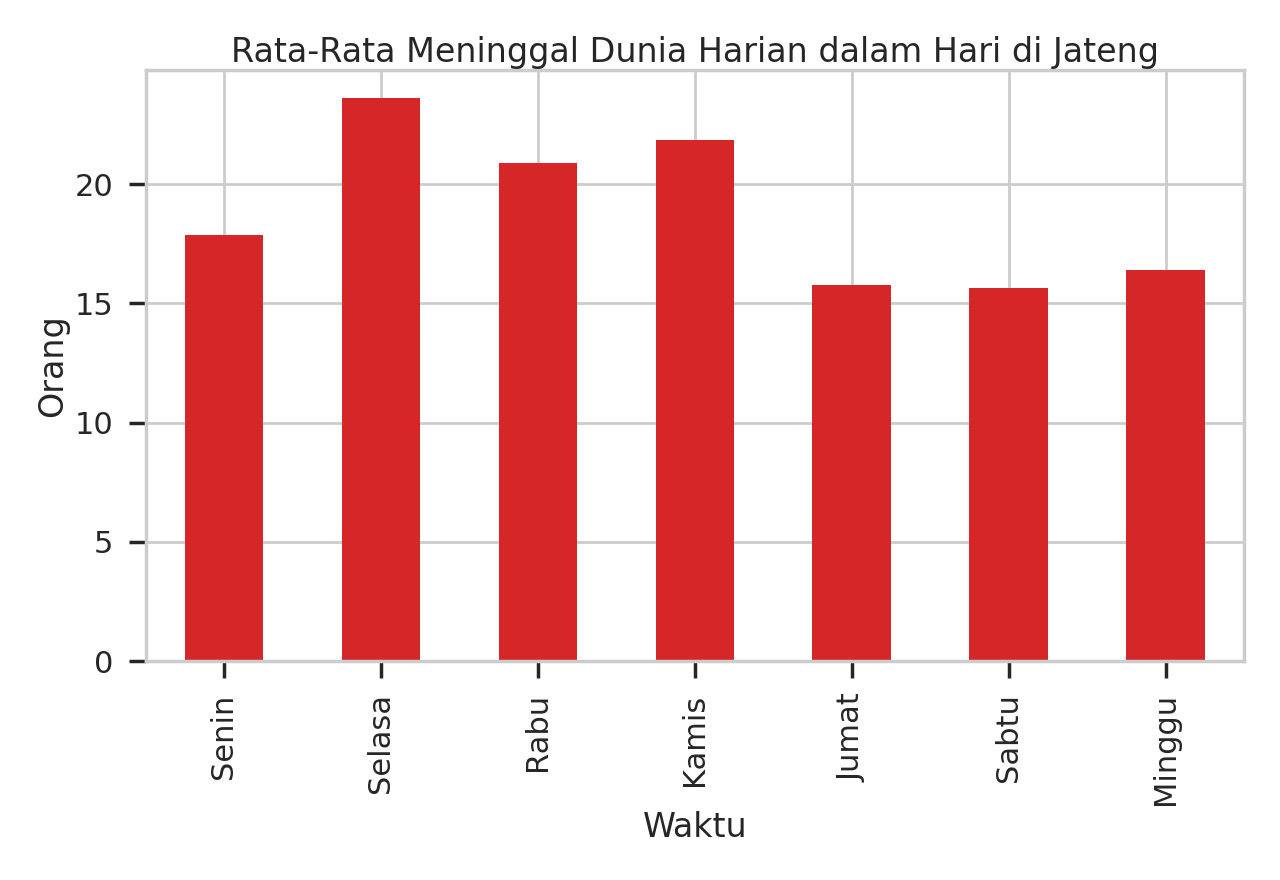 Rata-Rata Meninggal Dunia Harian dalam Hari di Jateng
Orang
20
15
10
5
0
Senin
Selasa
Rabu
Kamis
Jumat
Sabtu
Minggu
Waktu